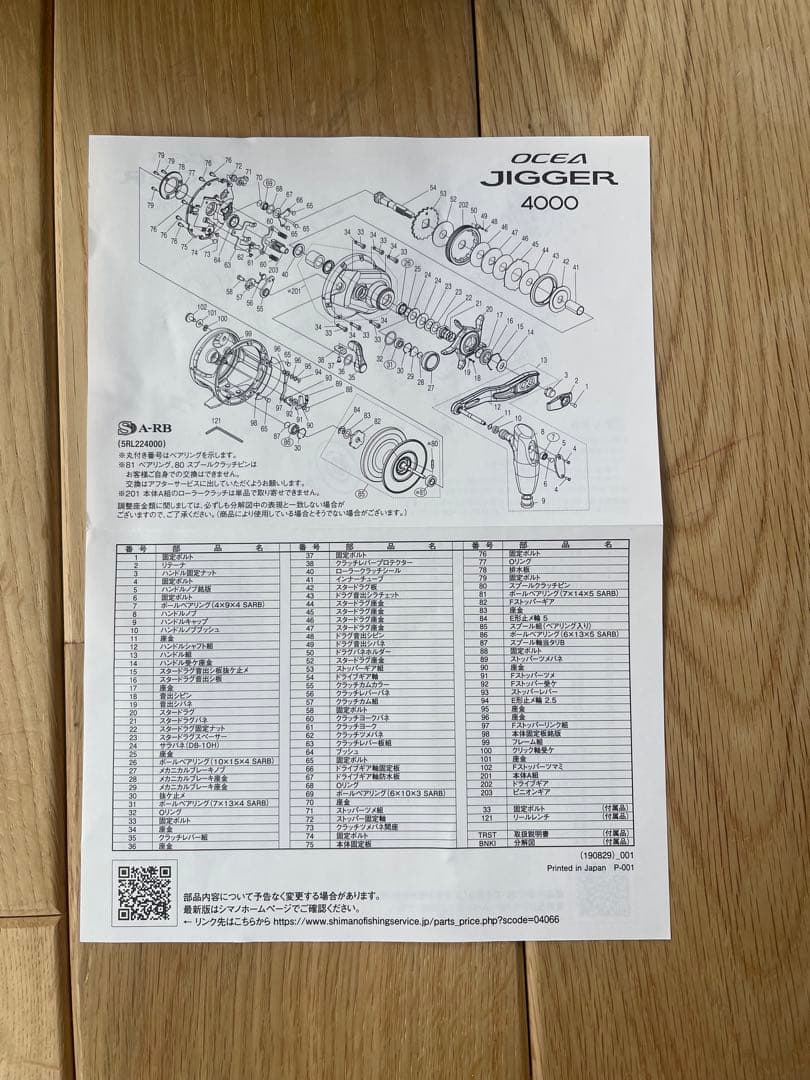 OCEA
JIGGER
4000
S A-RB
(5RL224000)
※丸付き番号はベアリングを示します。
※81 ベアリング、80 スプールクラッチピンは
お客様ご自身での交換はできません。
交換はアフターサービスに出していただくようお願いします。
※201 本体A組のローラークラッチは単品で取り寄せできません。
調整座金類に関しましては、必ずしも分解図中の表現と一致しない場合が
ございますので、ご了承ください。(商品により使用している場合とそうでない場合がございます。)
番号 部品名
1 固定ボルト
2 リテーナ
3 ハンドル固定ナット
4 固定ボルト
5 ハンドルノブ銘版
6 固定ボルト
7 ボールベアリング(4×9×4 SARB)
8 ハンドルノブ
9 ハンドルキャップ
10 ハンドルノブブッシュ
11 座金
12 ハンドルシャフト組
13 ハンドル組
14 ハンドル受ケ座金
15 スタードラグ音出シ板抜ケ止メ
16 スタードラグ音出シ板
17 座金
18 音出シピン
19 音出シバネ
20 スタードラグ
21 スタードラグバネ
22 スタードラグ固定ナット
23 スタードラグスペーサー
24 サラバネ(DB-10H)
25 座金
26 ボールベアリング(10×15×4 SARB)
27 メカニカルブレーキノブ
28 メカニカルブレーキ座金
29 メカニカルブレーキ座金
30 抜ケ止メ
31 ボールベアリング(7×13×4 SARB)
32 Oリング
33 固定ボルト
34 座金
35 クラッチレバー組
36 座金
番号 部品名
37 固定ボルト
38 クラッチレバープロテクター
40 ローラークラッチシール
41 インナーチューブ
42 スタードラグ板
43 ドラグ音出シラチェット
44 スタードラグ座金
45 スタードラグ座金
46 スタードラグ座金
47 スタードラグ座金
48 ドラグ音出シピン
49 ドラグ音出シバネ
50 ドラグバネホルダー
52 スタードラグ座金
53 ストッパーギア組
54 ドライブギア軸
55 クラッチカムカラー
56 クラッチレバーバネ
57 クラッチカム組
58 固定ボルト
60 クラッチヨークバネ
61 クラッチヨーク
62 クラッチツメバネ
63 クラッチレバー板組
64 ブッシュ
65 固定ボルト
66 ドライブギア軸固定板
67 ドライブギア軸防水板
68 Oリング
69 ボールベアリング(6×10×3 SARB)
70 座金
71 ストッパーツメ組
72 ストッパー固定軸
73 クラッチツメバネ間座
74 固定ボルト
75 本体固定板
番号 部品名
76 固定ボルト
77 Oリング
78 排水板
79 固定ボルト
80 スプールクラッチピン
81 ボールベアリング(7×14×5 SARB)
82 Fストッパーギア
83 座金
84 E形止メ輪 5
85 スプール組(ベアリング入り)
86 ボールベアリング(6×13×5 SARB)
87 スプール軸当タリB
88 固定ボルト
89 ストッパーツメバネ
90 座金
91 Fストッパーツメ
92 Fストッパー受ケ
93 ストッパーレバー
94 E形止メ輪 2.5
95 座金
96 座金
97 Fストッパーリンク組
98 本体固定板銘版
99 フレーム組
100 クリック軸受ケ
101 座金
102 Fストッパーツマミ
201 本体A組
202 ドライブギア
203 ピニオンギア
33 固定ボルト (付属品)
121 リールレンチ (付属品)
TRST 取扱説明書 (付属品)
BNKI 分解図 (付属品)
(190829)_001
Printed in Japan P-001
部品内容について予告なく変更する場合があります。
最新版はシマノホームページでご確認ください。
← リンク先はこちらから https://www.shimanofishingservice.jp/parts_price.php?scode=04066